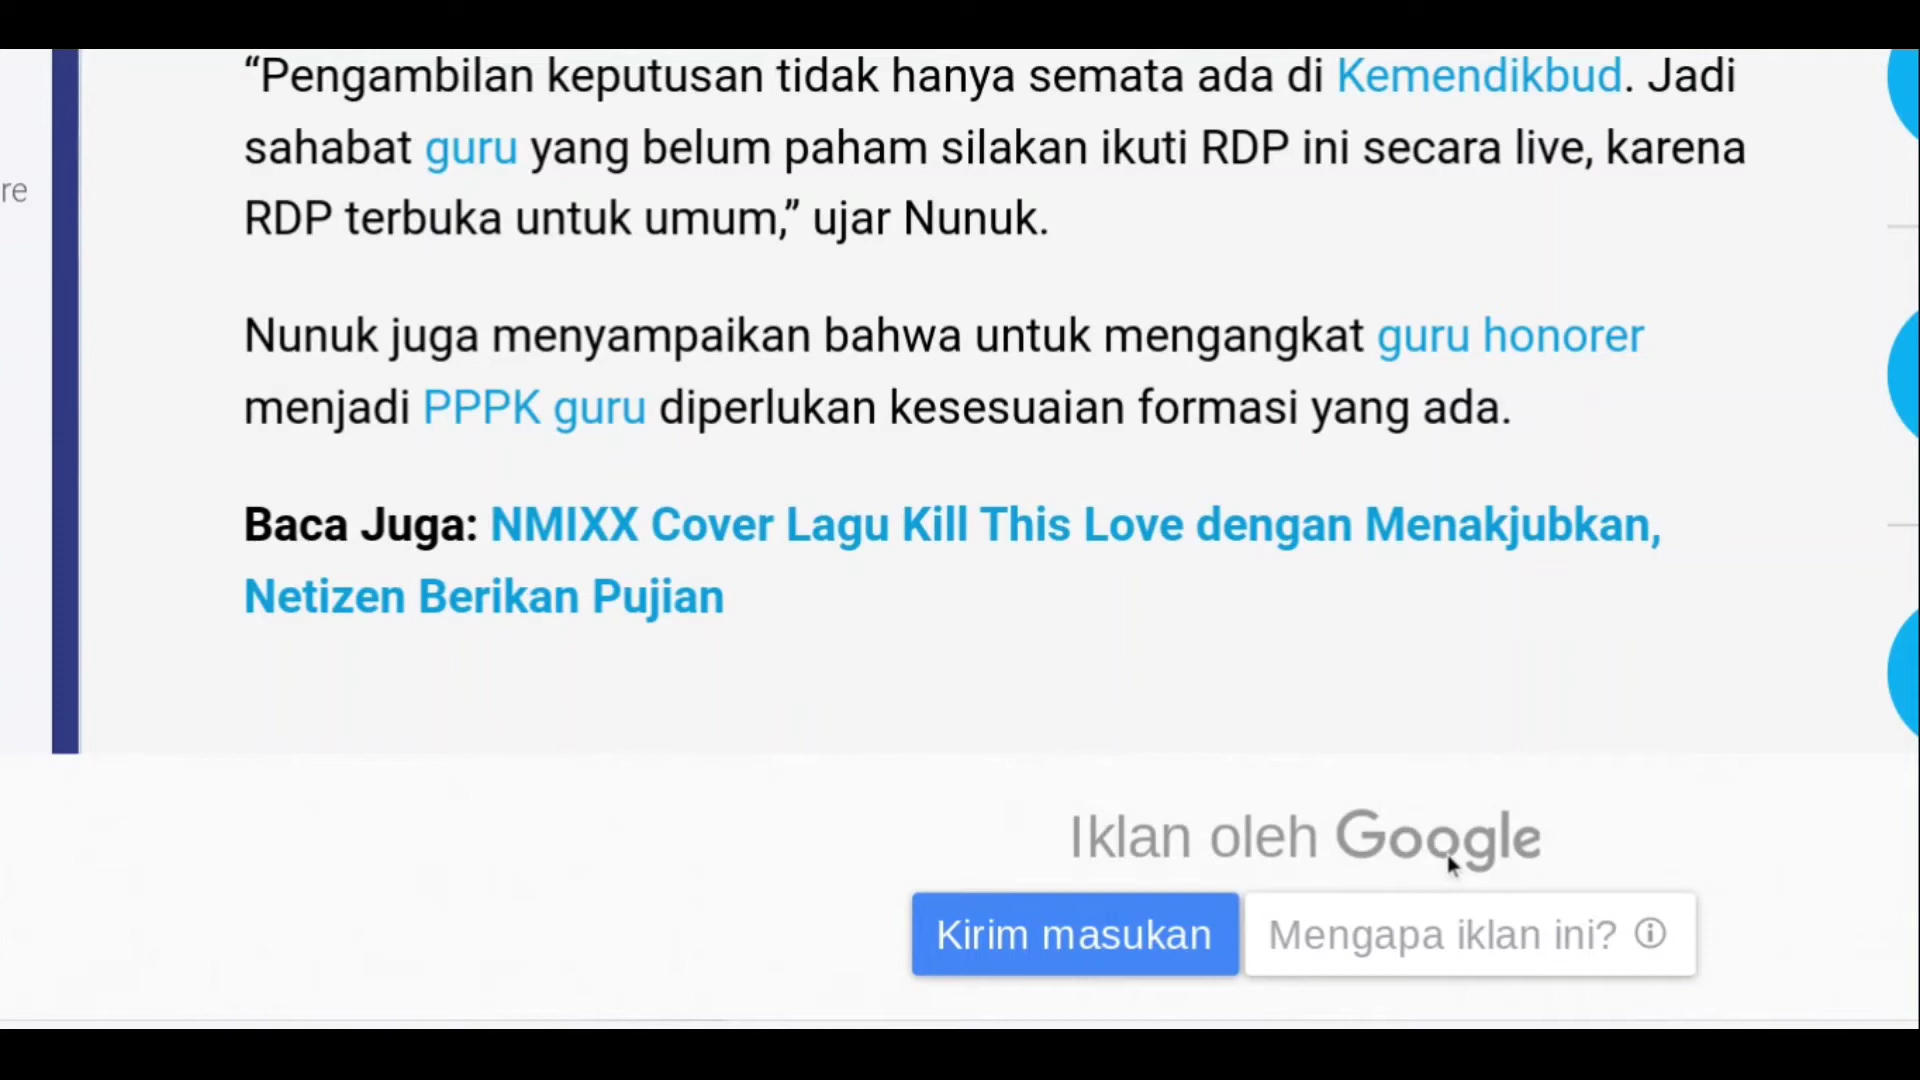 “Pengambilan keputusan tidak hanya semata ada di Kemendikbud. Jadi
sahabat guru yang belum paham silakan ikuti RDP ini secara live, karena
re
RDP terbuka untuk umum,” ujar Nunuk.
Nunuk juga menyampaikan bahwa untuk mengangkat guru honorer
menjadi PPPK guru diperlukan kesesuaian formasi yang ada.
Baca Juga: NMIXX Cover Lagu Kill This Love dengan Menakjubkan,
Netizen Berikan Pujian
Iklan oleh Google
Kirim masukan
Mengapa iklan ini?